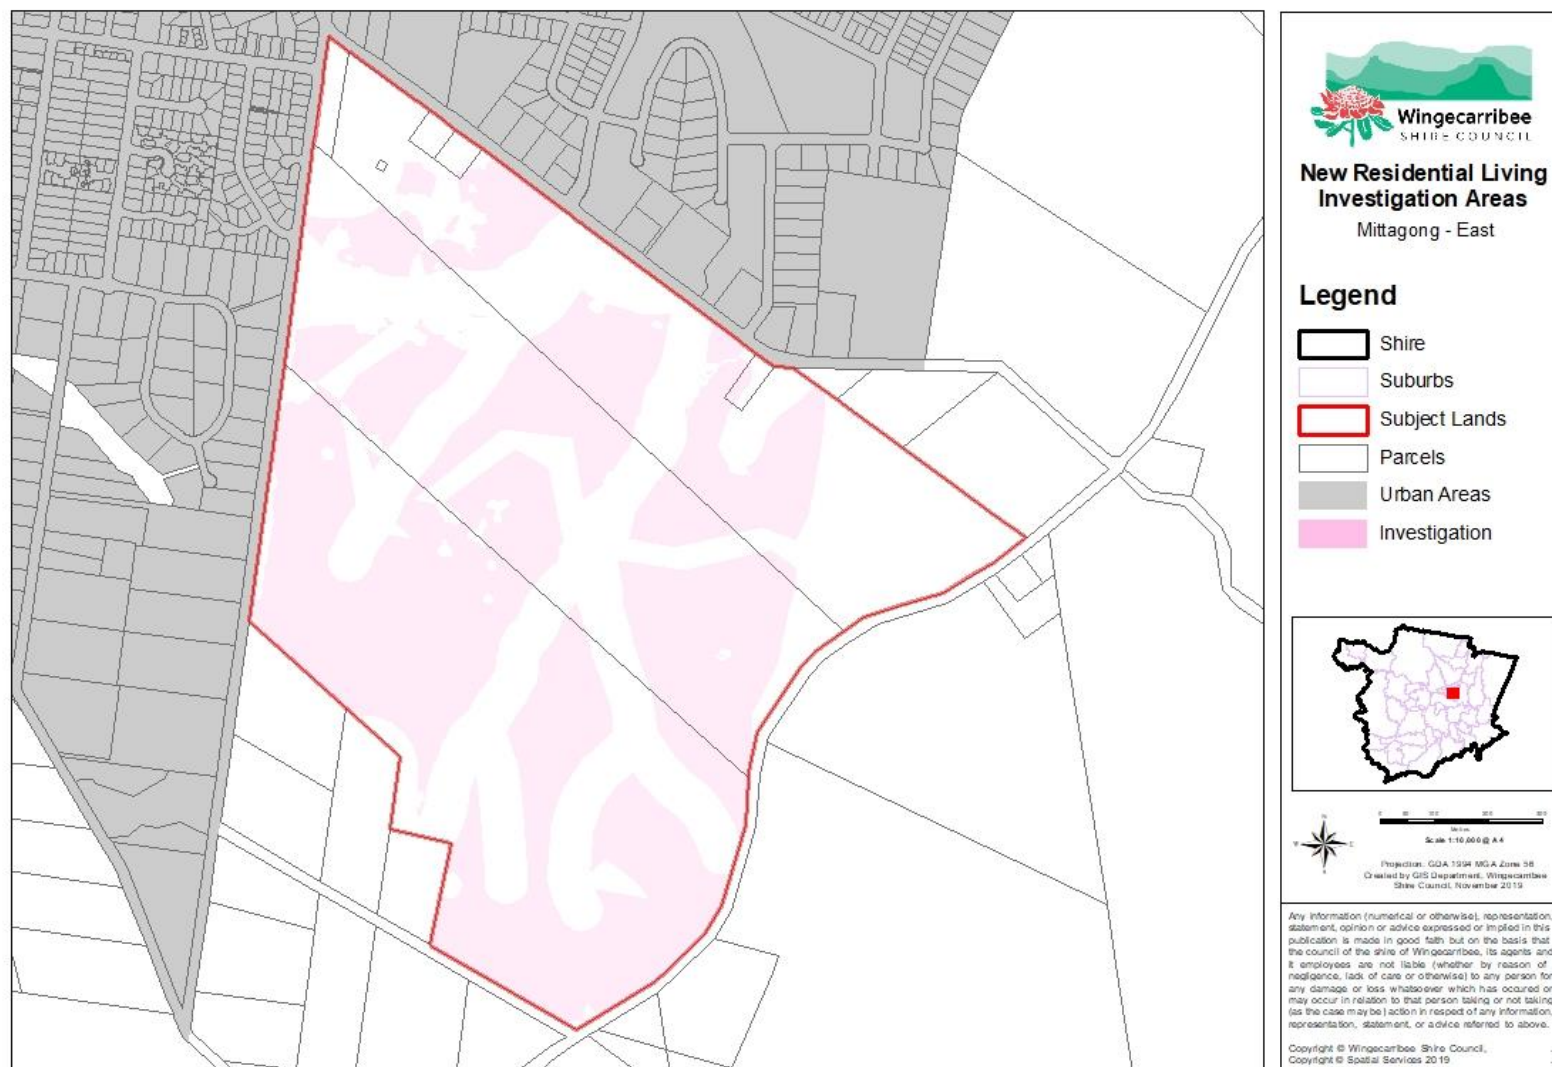 Wingecarribee
SHIRE COUNCIL
New Residential Living
Investigation Areas
Mittagong - East
Legend
Shire
Suburbs
Subject Lands
Parcels
Urban Areas
Investigation
N
W
E
Metres
Scale 1:10,000 @ A4
Projection: GDA 1994 MGA Zone 56
Created by GIS Department, Wingecarribee
Shire Council, November 2019
Any information (numerical or otherwise), representation,
statement, opinion or advice expressed or implied in this
publication is made in good faith but on the basis that
the council of the shire of Wingecarribee, its agents and
it employees are not liable (whether by reason of
negligence, lack of care or otherwise) to any person for
any damage or loss whatsoever which has occured or
may occur in relation to that person taking or not taking
(as the case may be) action in respect of any information,
representation, statement, or advice referred to above.
Copyright © Wingecarribee Shire Council,
Copyright © Spatial Services 2019